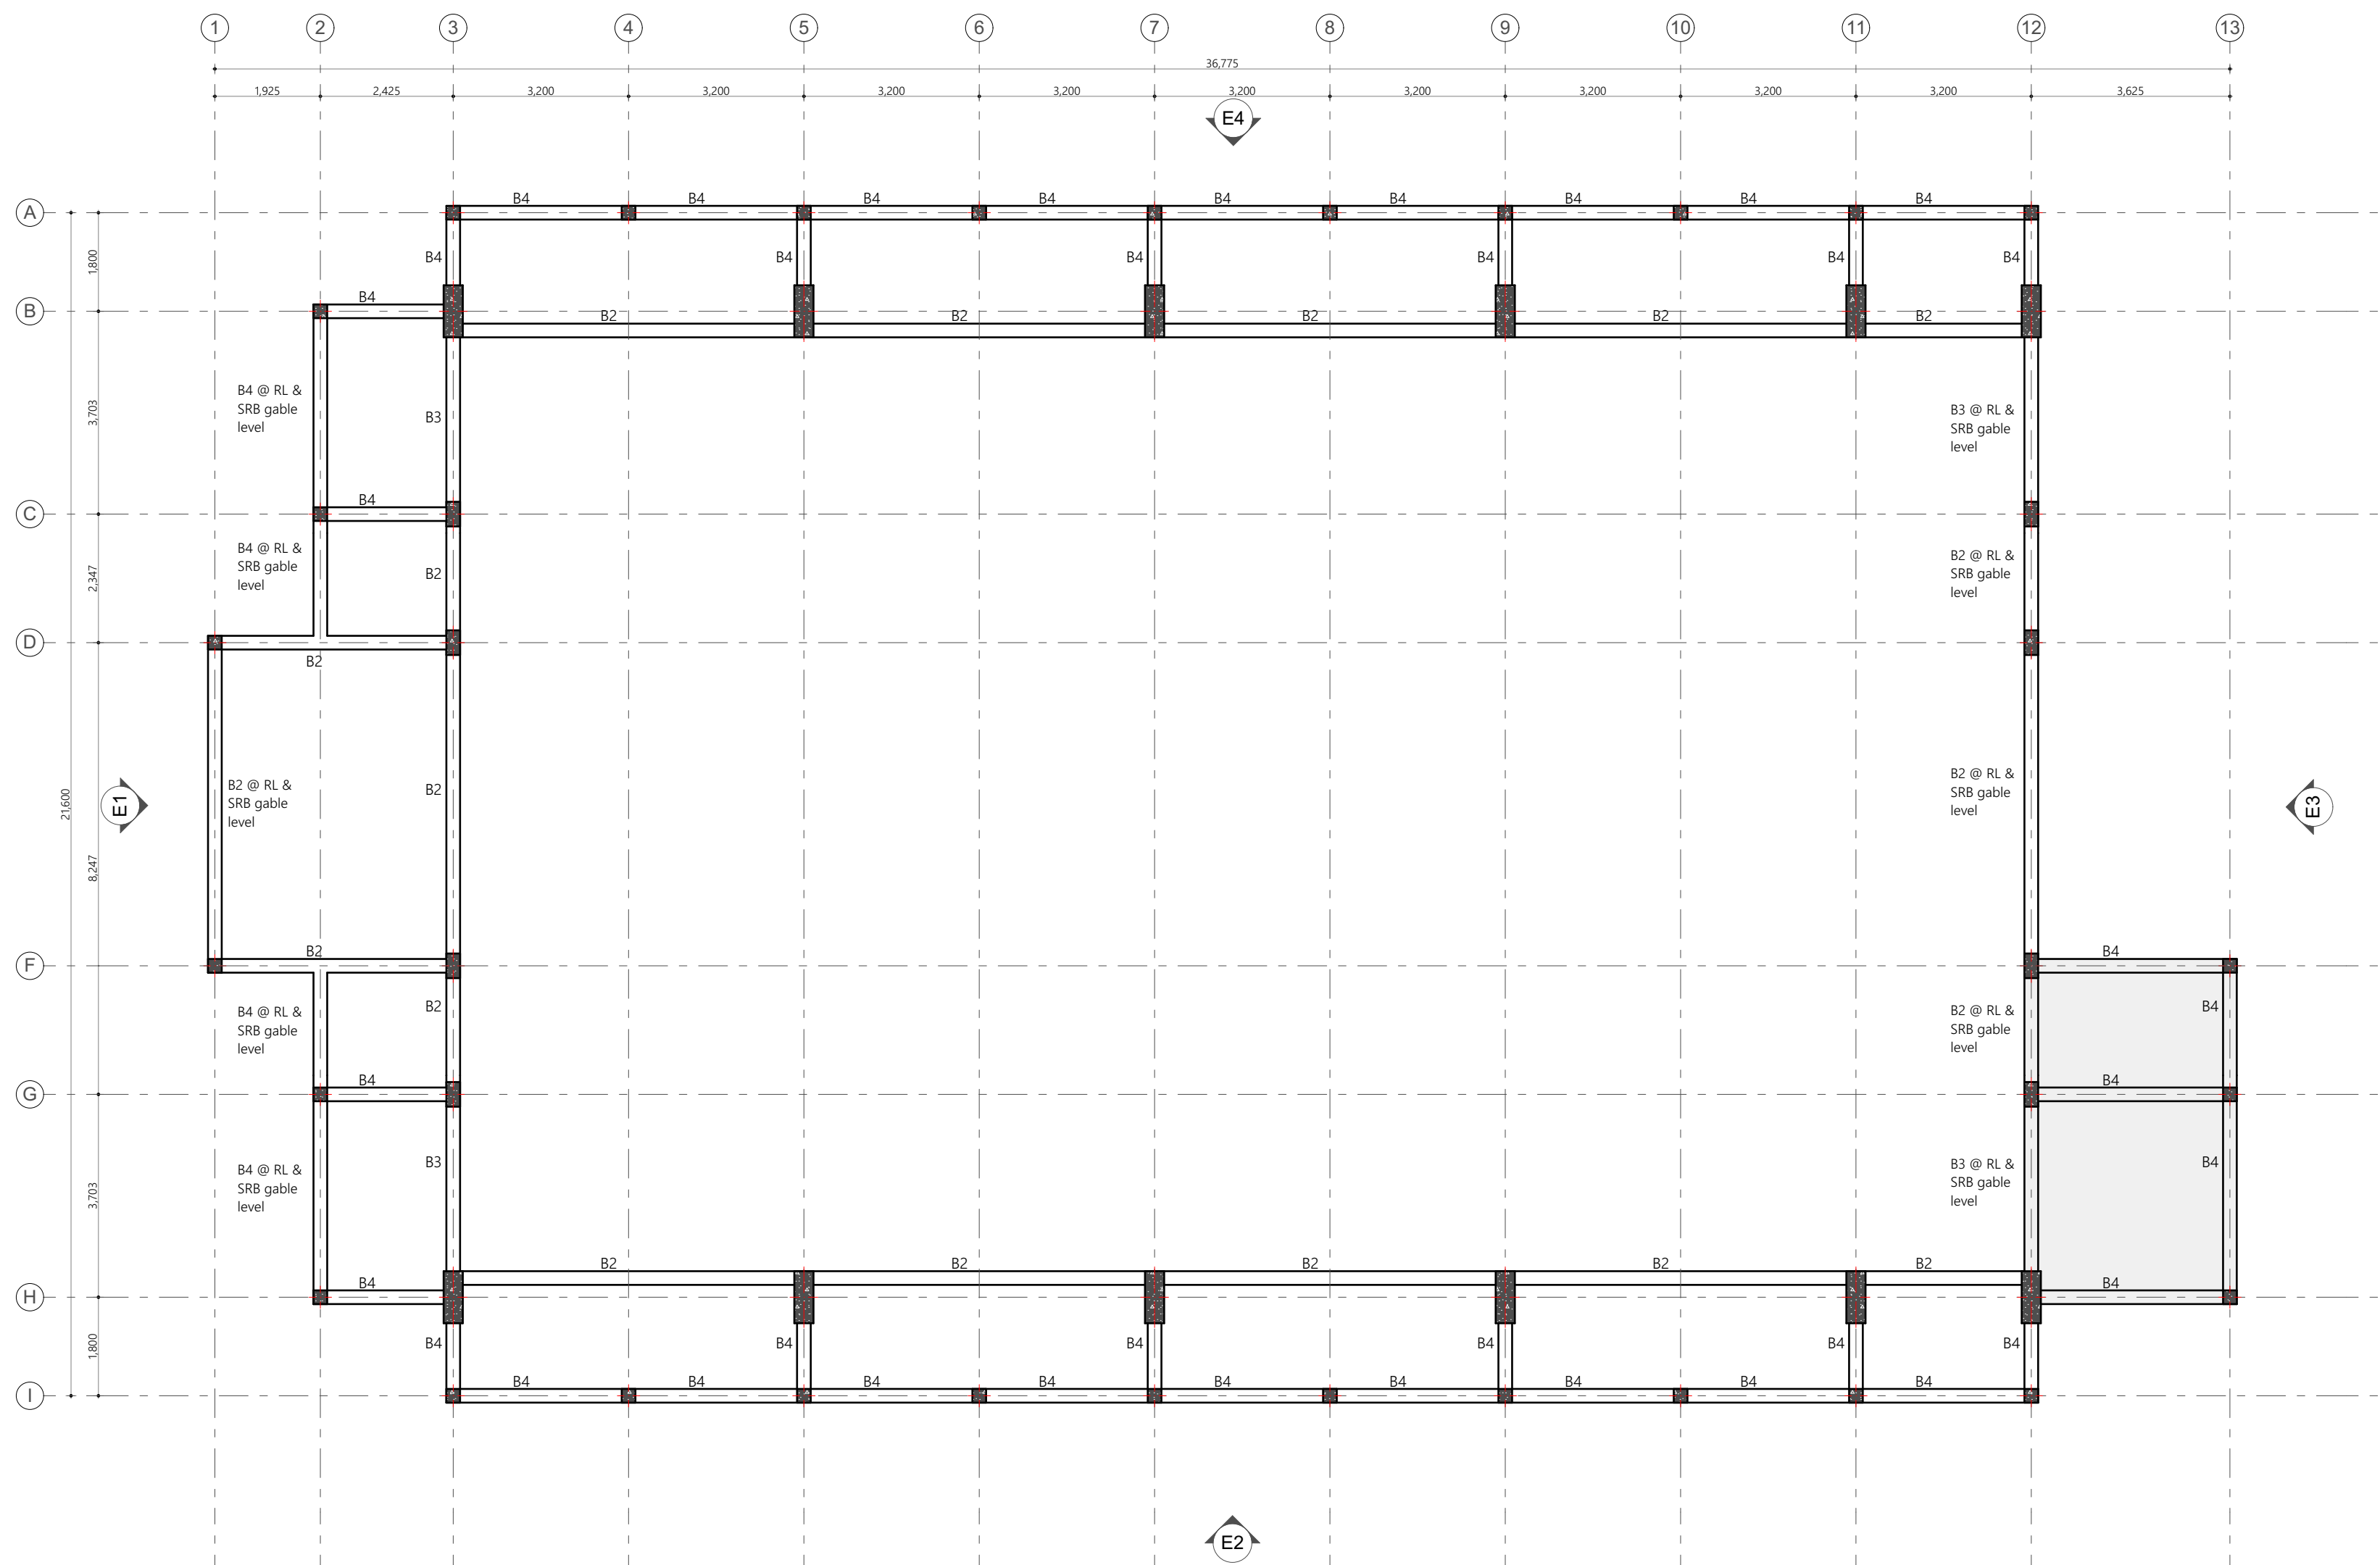 1 2 3 4 5 6 7 8 9 10 11 12 13
36,775
1,925 2,425 3,200 3,200 3,200 3,200 3,200 3,200 3,200 3,200 3,200 3,625
E4
A
B4 B4 B4 B4 B4 B4 B4 B4 B4
1,800
B4 B4 B4 B4 B4 B4
B
B4
B2 B2 B2 B2 B2
3,703
B4 @ RL &
SRB gable
level
B3
B3 @ RL &
SRB gable
level
C
B4
2,347
B4 @ RL &
SRB gable
level
B2
B2 @ RL &
SRB gable
level
D
B2
21,600
E1
B2 @ RL &
SRB gable
level
B2
B2 @ RL &
SRB gable
level
E3
8,247
F
B2
B4
B4 @ RL &
SRB gable
level
B2
B2 @ RL &
SRB gable
level
B4
G
B4
B4
3,703
B4 @ RL &
SRB gable
level
B3
B3 @ RL &
SRB gable
level
B4
B2 B2 B2 B2 B2
H
B4
B4
1,800
B4 B4 B4 B4 B4 B4
I
B4 B4 B4 B4 B4 B4 B4 B4 B4
E2